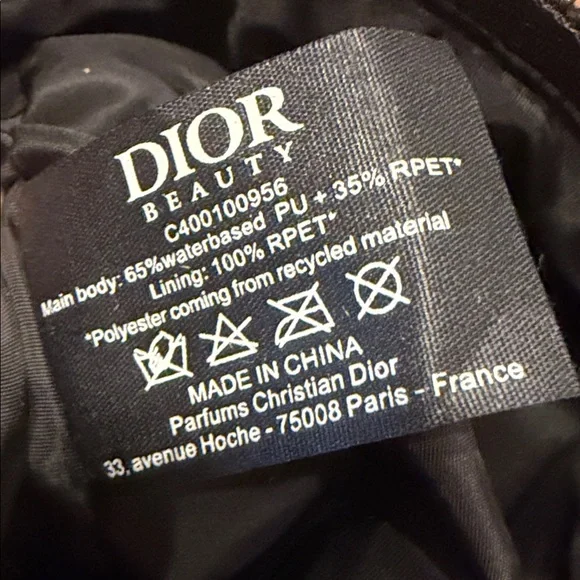 DIOR
BEAUTY
C400100956
Main body: 65%waterbased PU + 35% RPET*
Lining: 100% RPET*
*Polyester coming from recycled material
MADE IN CHINA
Parfums Christian Dior
33, avenue Hoche - 75008 Paris - France